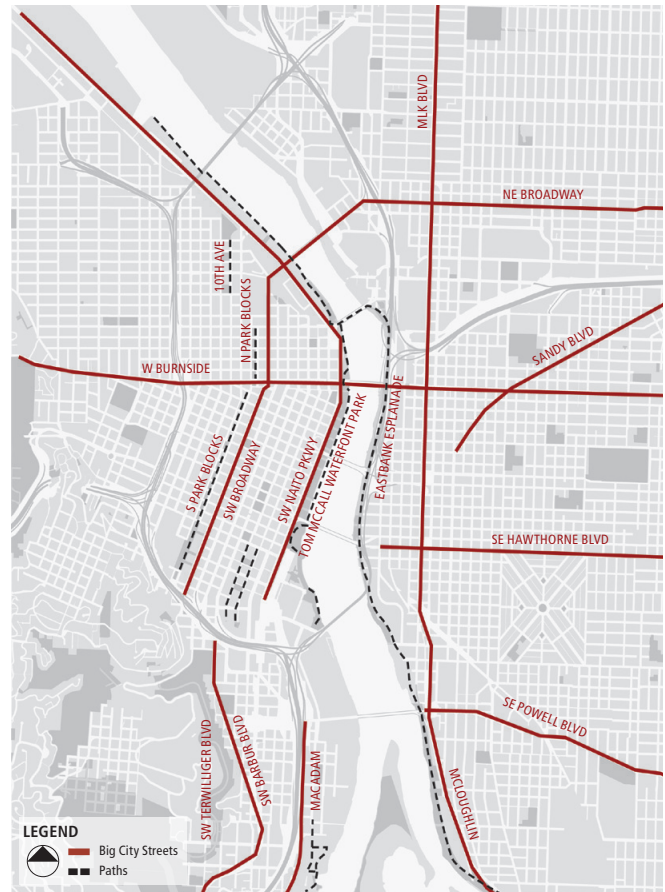 MLK BLVD
NE BROADWAY
10TH AVE
N PARK BLOCKS
SANDY BLVD
W BURNSIDE
S PARK BLOCKS
SW BROADWAY
SW NAITO PKWY
TOM MCCALL WATERFONT PARK
EASTBANK ESPLANADE
SE HAWTHORNE BLVD
SE POWELL BLVD
SW TERWILLIGER BLVD
SW BARBUR BLVD
MACADAM
MCLOUGHLIN
LEGEND
Big City Streets
Paths